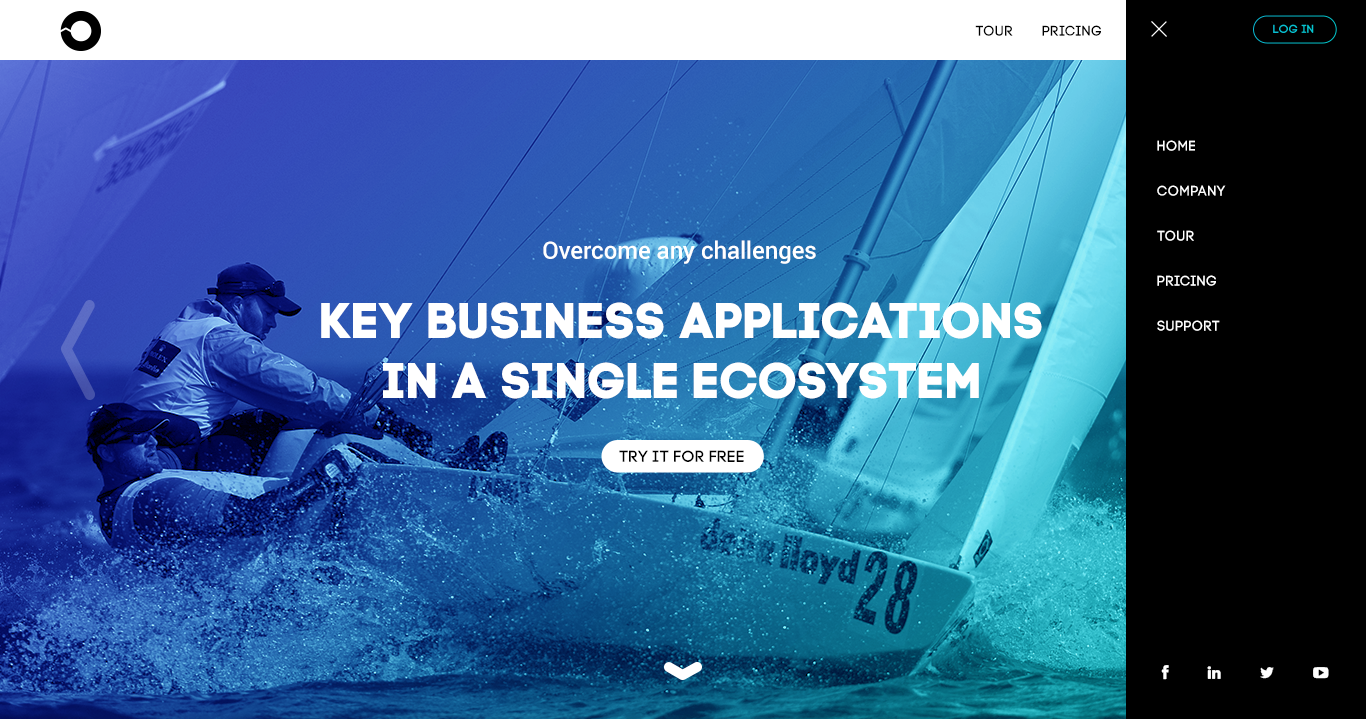 TOUR
PRICING
LOG IN
HOME
COMPANY
TOUR
PRICING
SUPPORT
Overcome any challenges
KEY BUSINESS APPLICATIONS
IN A SINGLE ECOSYSTEM
TRY IT FOR FREE
lloyd 28